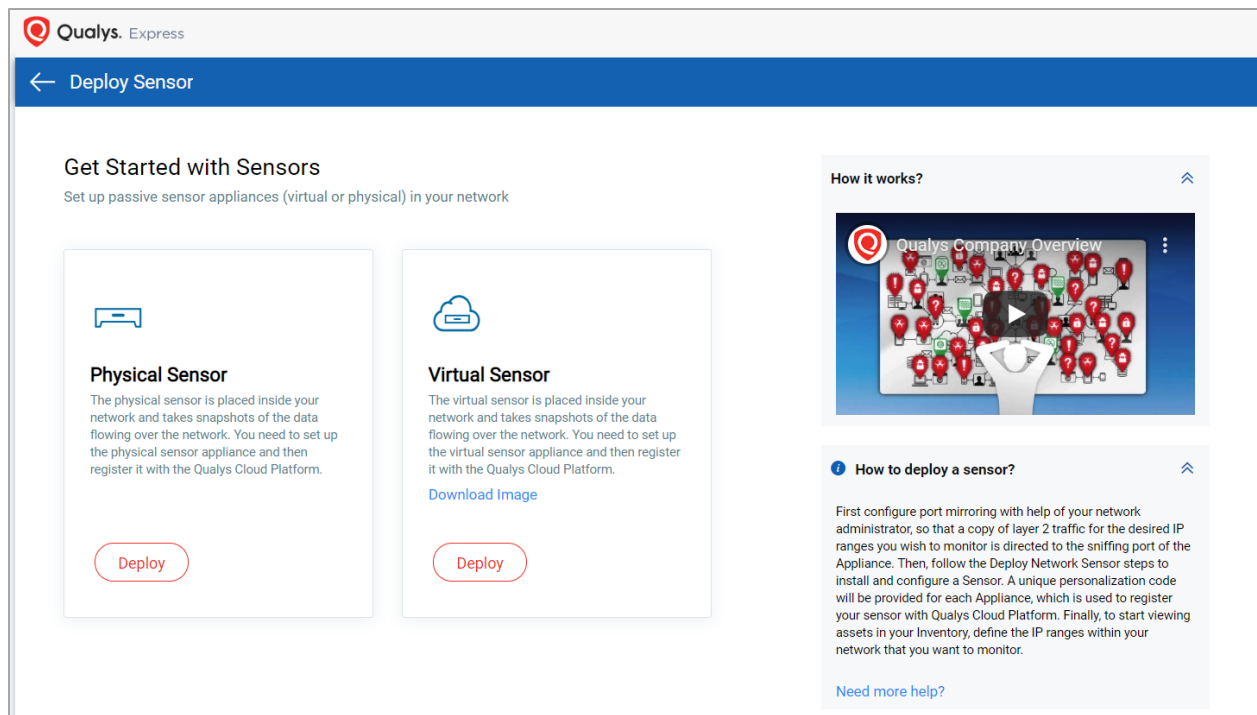 Qualys. Express
Deploy Sensor
Get Started with Sensors
Set up passive sensor appliances (virtual or physical) in your network
Physical Sensor
The physical sensor is placed inside your
network and takes snapshots of the data
flowing over the network. You need to set up
the physical sensor appliance and then
register it with the Qualys Cloud Platform.
Deploy
Virtual Sensor
The virtual sensor is placed inside your
network and takes snapshots of the data
flowing over the network. You need to set up
the virtual sensor appliance and then register
it with the Qualys Cloud Platform.
Download Image
Deploy
How it works?
Qualys Company Overview
How to deploy a sensor?
First configure port mirroring with help of your network
administrator, so that a copy of layer 2 traffic for the desired IP
ranges you wish to monitor is directed to the sniffing port of the
Appliance. Then, follow the Deploy Network Sensor steps to
install and configure a Sensor. A unique personalization code
will be provided for each Appliance, which is used to register
your sensor with Qualys Cloud Platform. Finally, to start viewing
assets in your Inventory, define the IP ranges within your
network that you want to monitor.
Need more help?